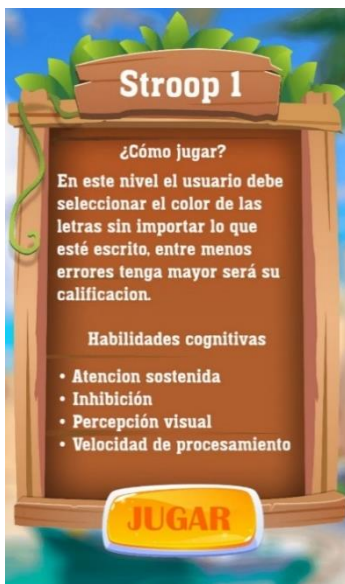 Stroop 1
¿Cómo jugar?
En este nivel el usuario debe
seleccionar el color de las
letras sin importar lo que
esté escrito, entre menos
errores tenga mayor será su
calificacion.
Habilidades cognitivas
• Atencion sostenida
• Inhibición
• Percepción visual
• Velocidad de procesamiento
JUGAR